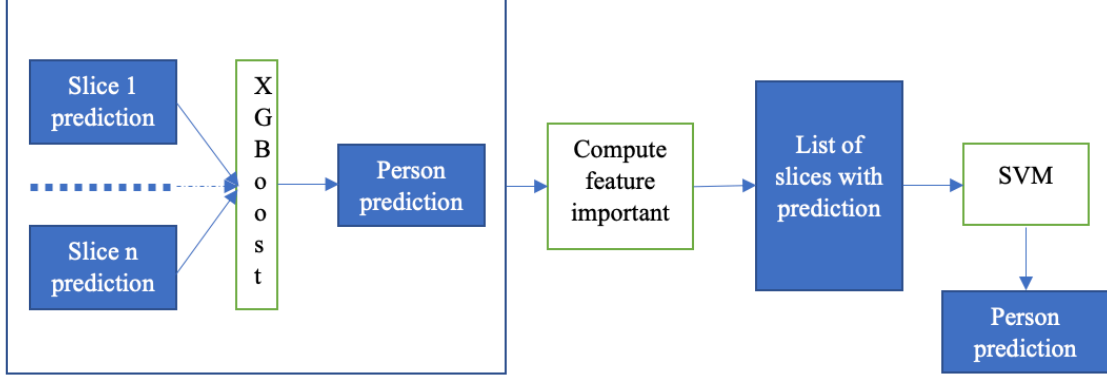 Slice 1
prediction
Slice n
prediction
X
G
B
o
o
s
t
Person
prediction
Compute
feature
important
List of
slices with
prediction
SVM
Person
prediction